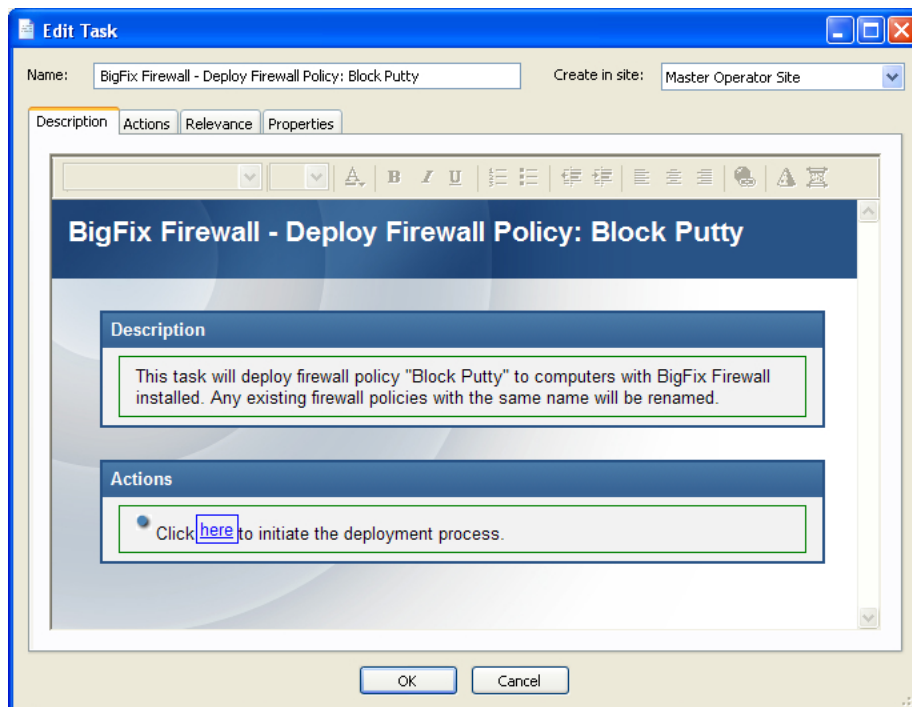 Edit Task
Name: BigFix Firewall - Deploy Firewall Policy: Block Putty Create in site: Master Operator Site
Description Actions Relevance Properties
A B I U
BigFix Firewall - Deploy Firewall Policy: Block Putty
Description
This task will deploy firewall policy "Block Putty" to computers with BigFix Firewall
installed. Any existing firewall policies with the same name will be renamed.
Actions
Click here to initiate the deployment process.
OK Cancel